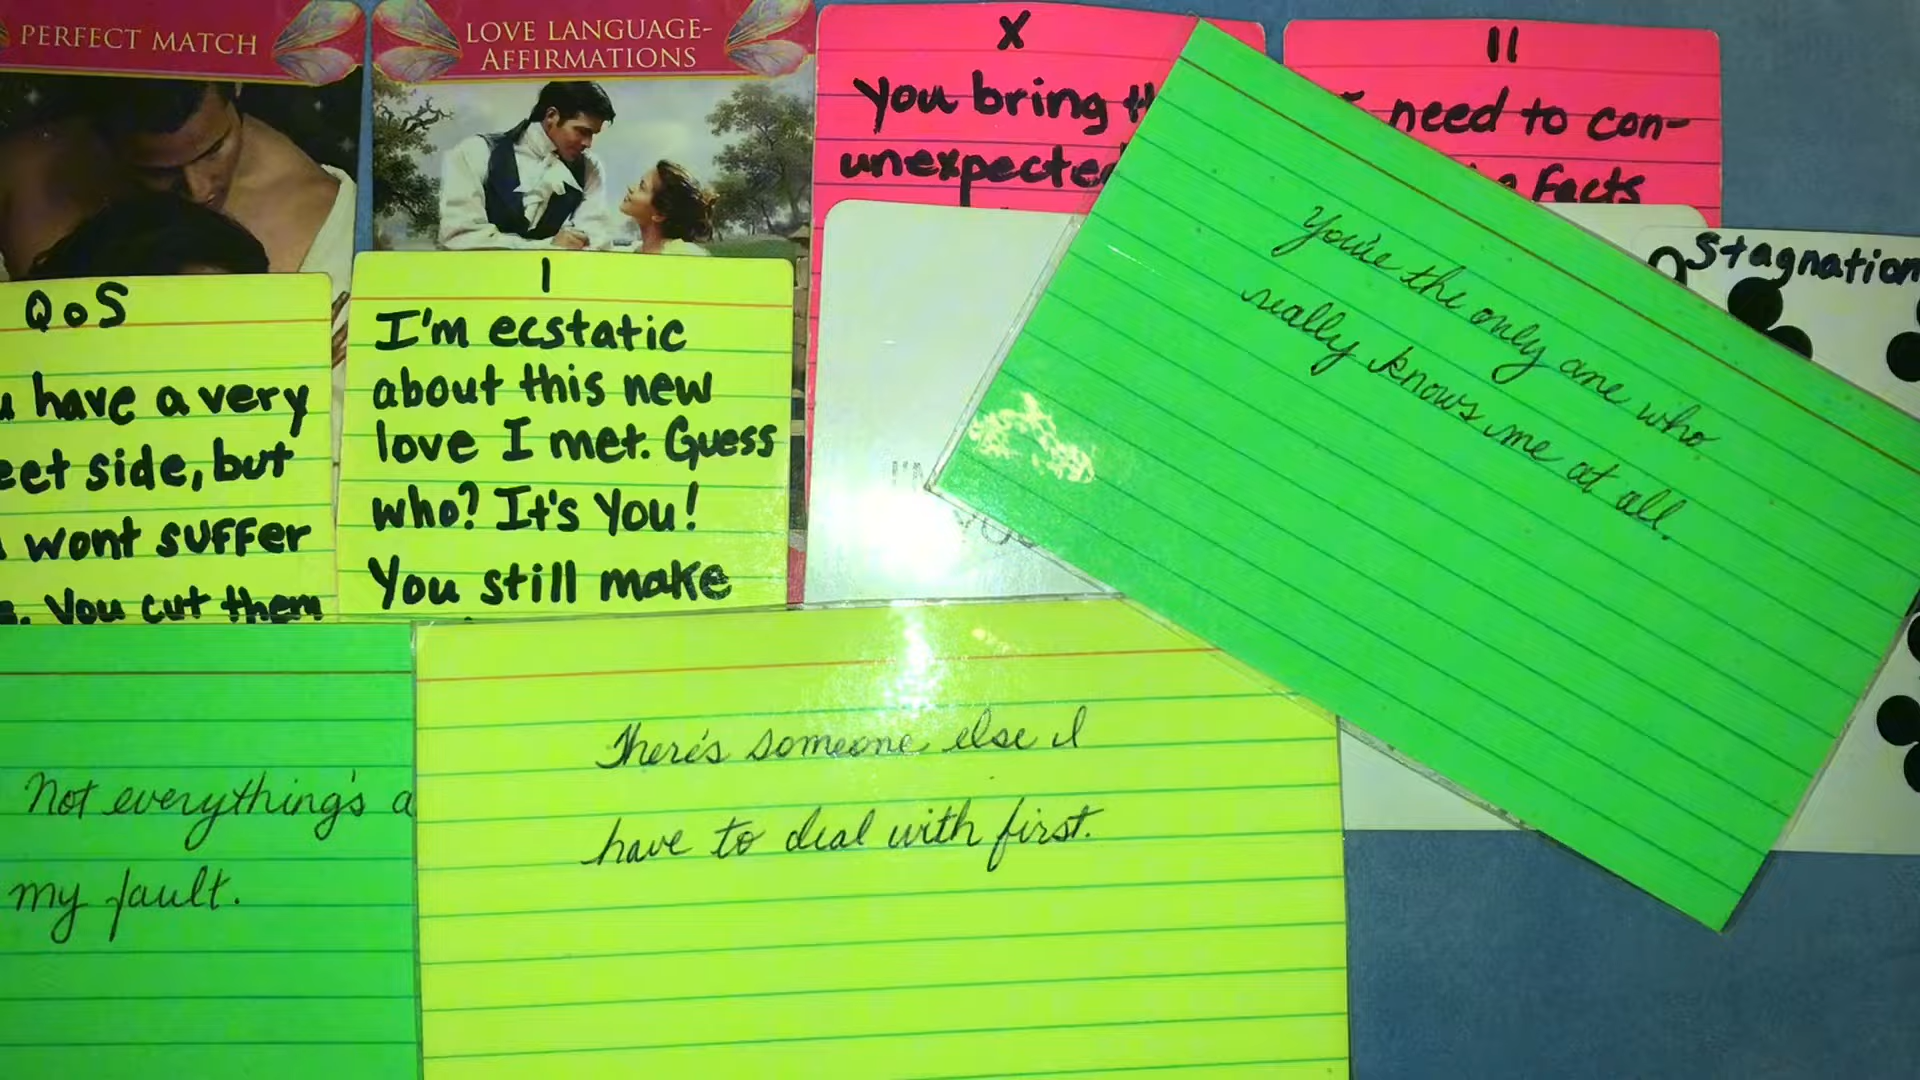 PERFECT MATCH
LOVE LANGUAGE-
AFFIRMATIONS
X
You bring
unexpected
11
need to con-
Facts
Stagnation
You're the only one who
really knows me at all.
QoS
have a very
side, but
wont suffer
You cut them
I
I'm ecstatic
about this new
love I met. Guess
who? It's you!
You still make
Not everything's a
my fault.
There's someone else I
have to deal with first.